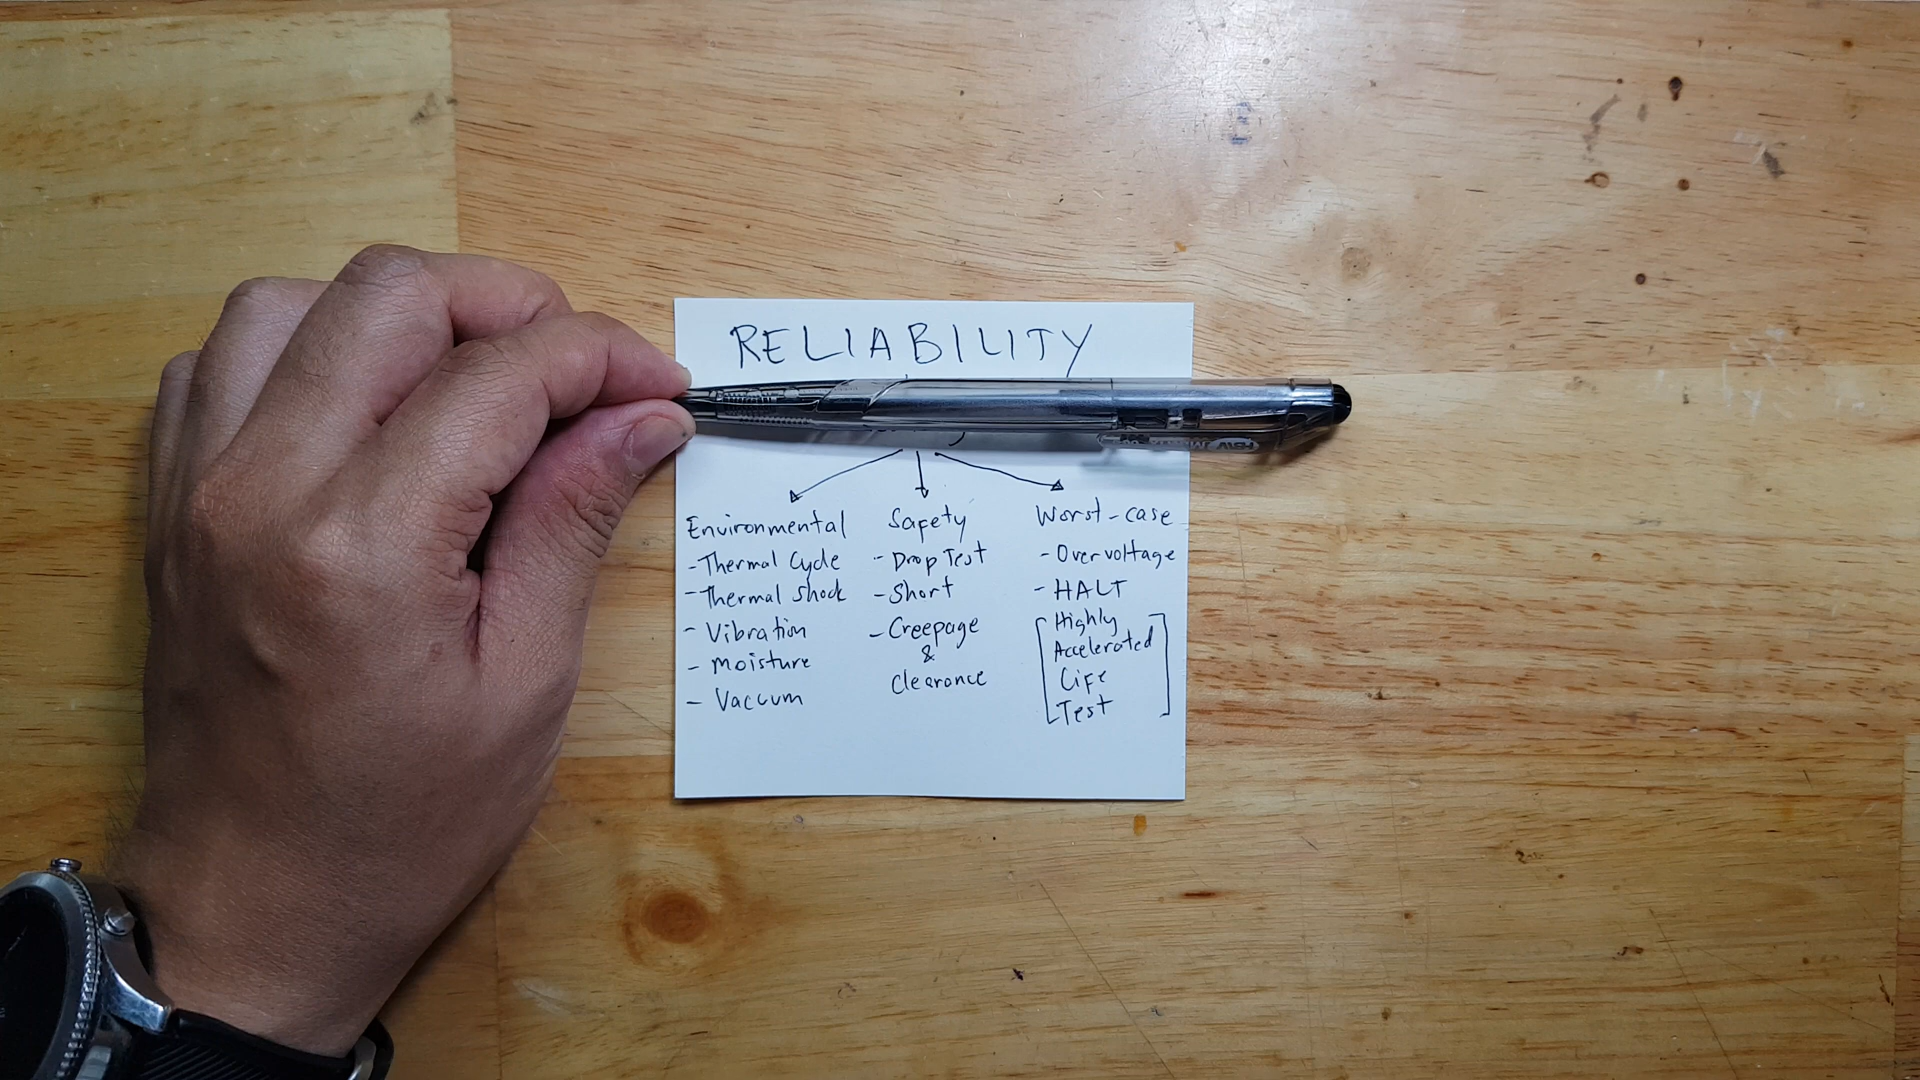 RELIABILITY
Environmental
- Thermal Cycle
- Thermal Shock
- Vibration
- Moisture
- Vacuum
Safety
- Drop Test
- Short
- Creepage
&
Clearance
Worst-case
- Overvoltage
- HALT
[Highly
Accelerated
Life
Test]